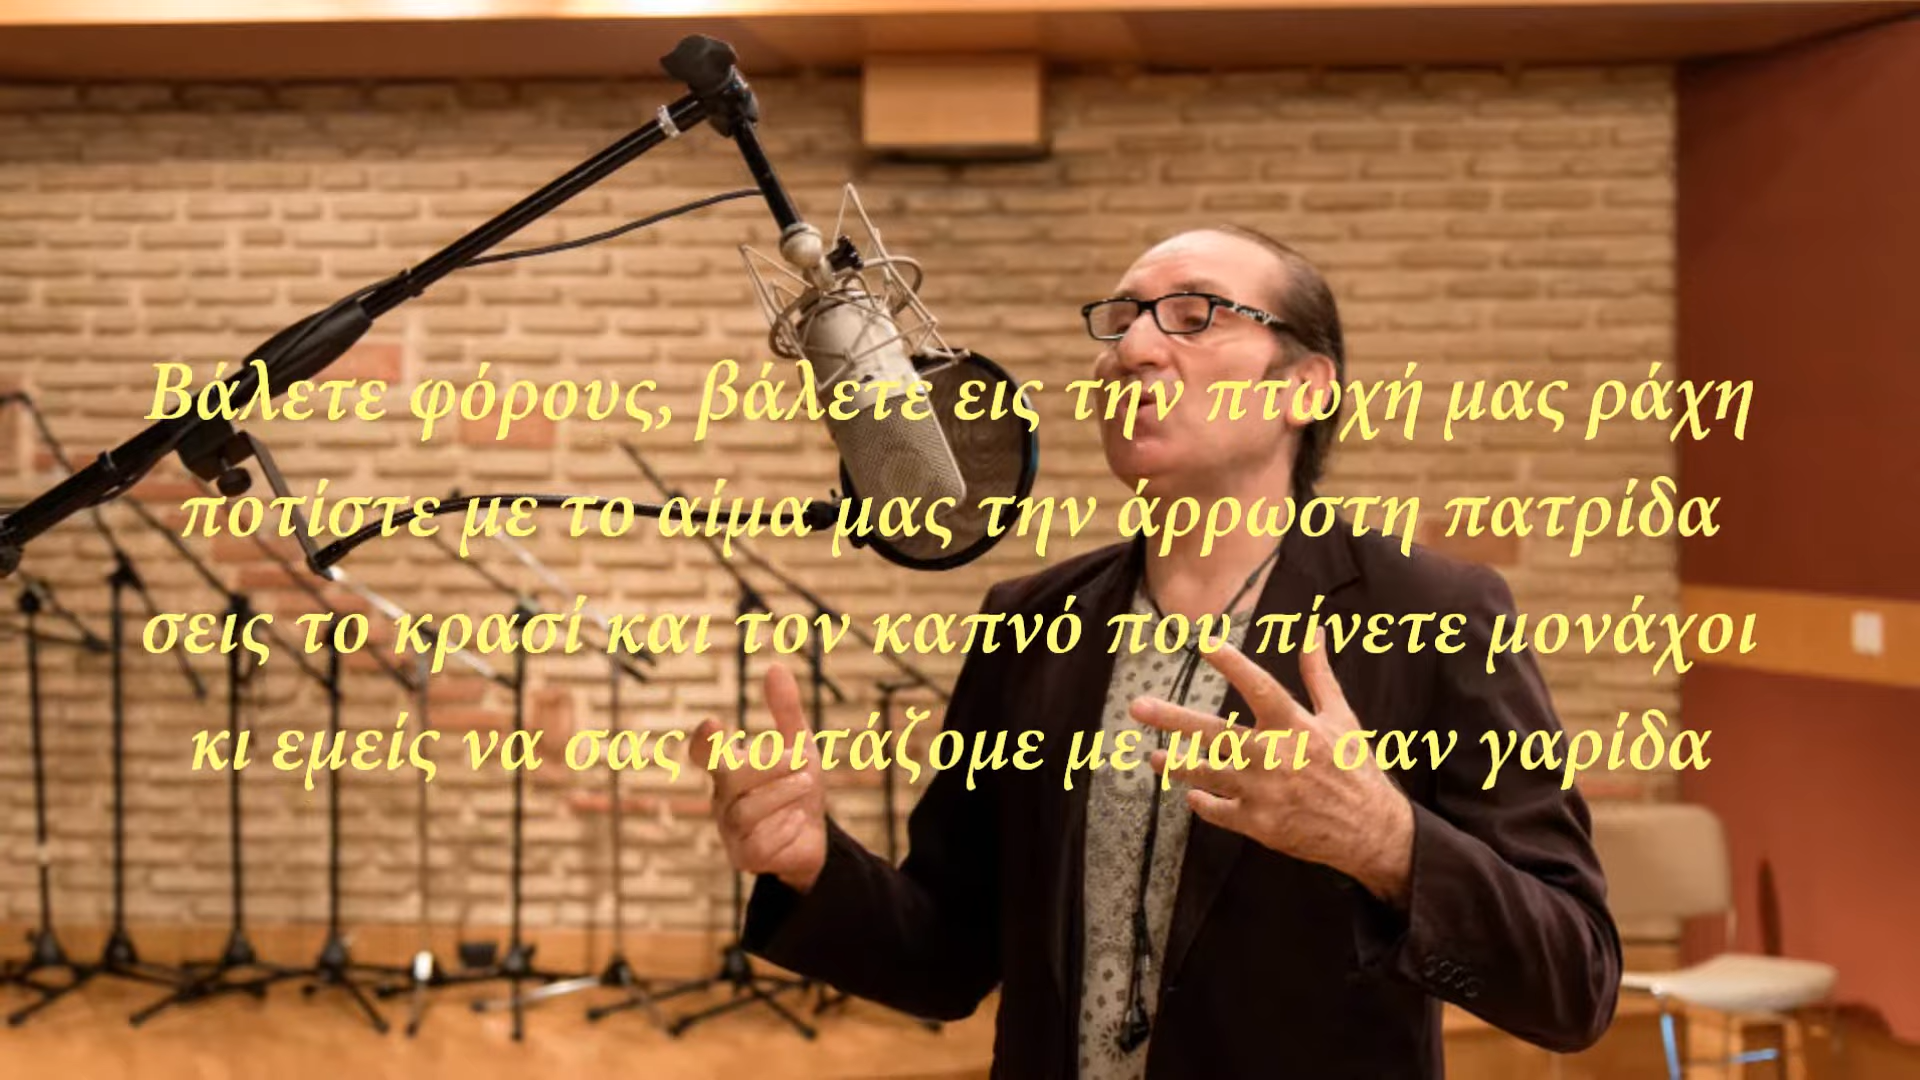 Βάλετε φόρους, βάλετε εις την πτωχή μας ράχη
ποτίστε με το αίμα μας την άρρωστη πατρίδα
σεις το κρασί και τον καπνό που πίνετε μονάχοι
κι εμείς να σας κοιτάζομε με μάτι σαν γαρίδα